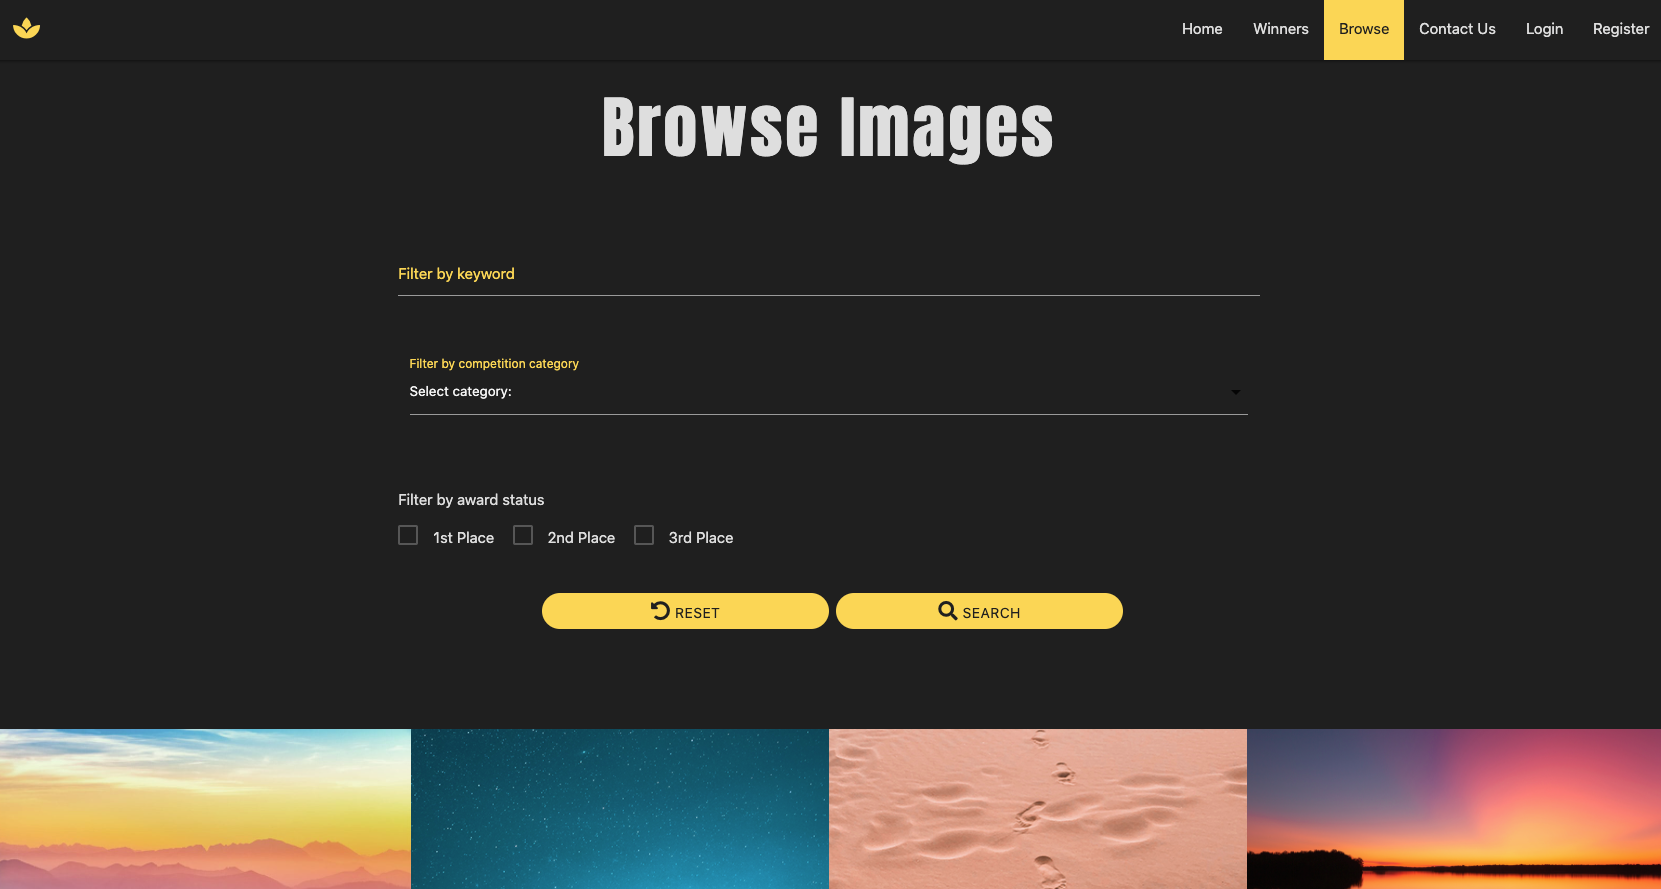 Home Winners Browse Contact Us Login Register
Browse Images
Filter by keyword
Filter by competition category
Select category:
Filter by award status
1st Place 2nd Place 3rd Place
RESET SEARCH